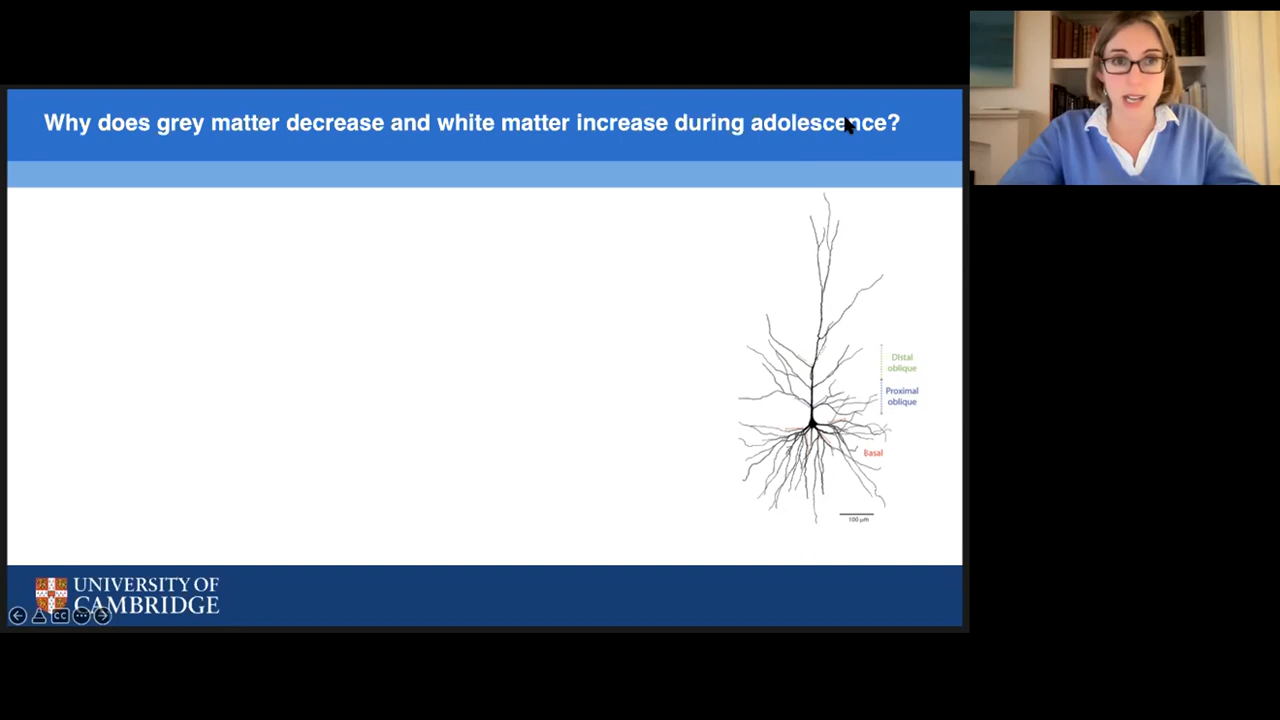 Why does grey matter decrease and white matter increase during adolescence?
Distal
oblique
Proximal
oblique
Basal
100 µm
UNIVERSITY OF
CAMBRIDGE
CC